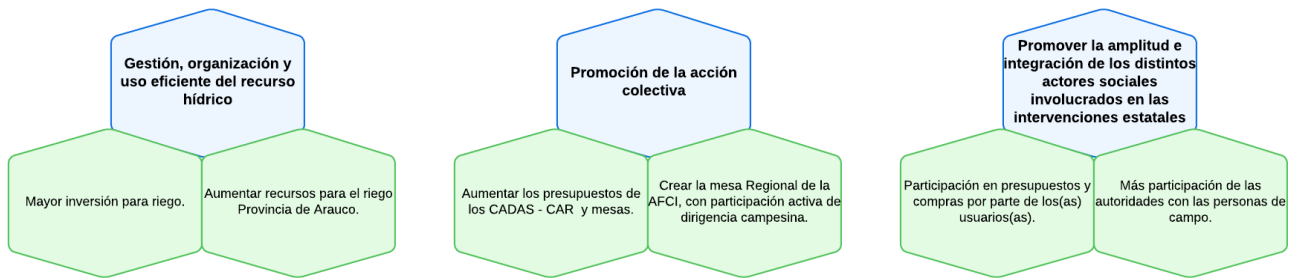 Gestión, organización y
uso eficiente del recurso
hídrico
Mayor inversión para riego.
Aumentar recursos para el riego
Provincia de Arauco.
Promoción de la acción
colectiva
Aumentar los presupuestos de
los CADAS - CAR y mesas.
Crear la mesa Regional de la
AFCI, con participación activa de
dirigencia campesina.
Promover la amplitud e
integración de los distintos
actores sociales
involucrados en las
intervenciones estatales
Participación en presupuestos y
compras por parte de los(as)
usuarios(as).
Más participación de las
autoridades con las personas de
campo.